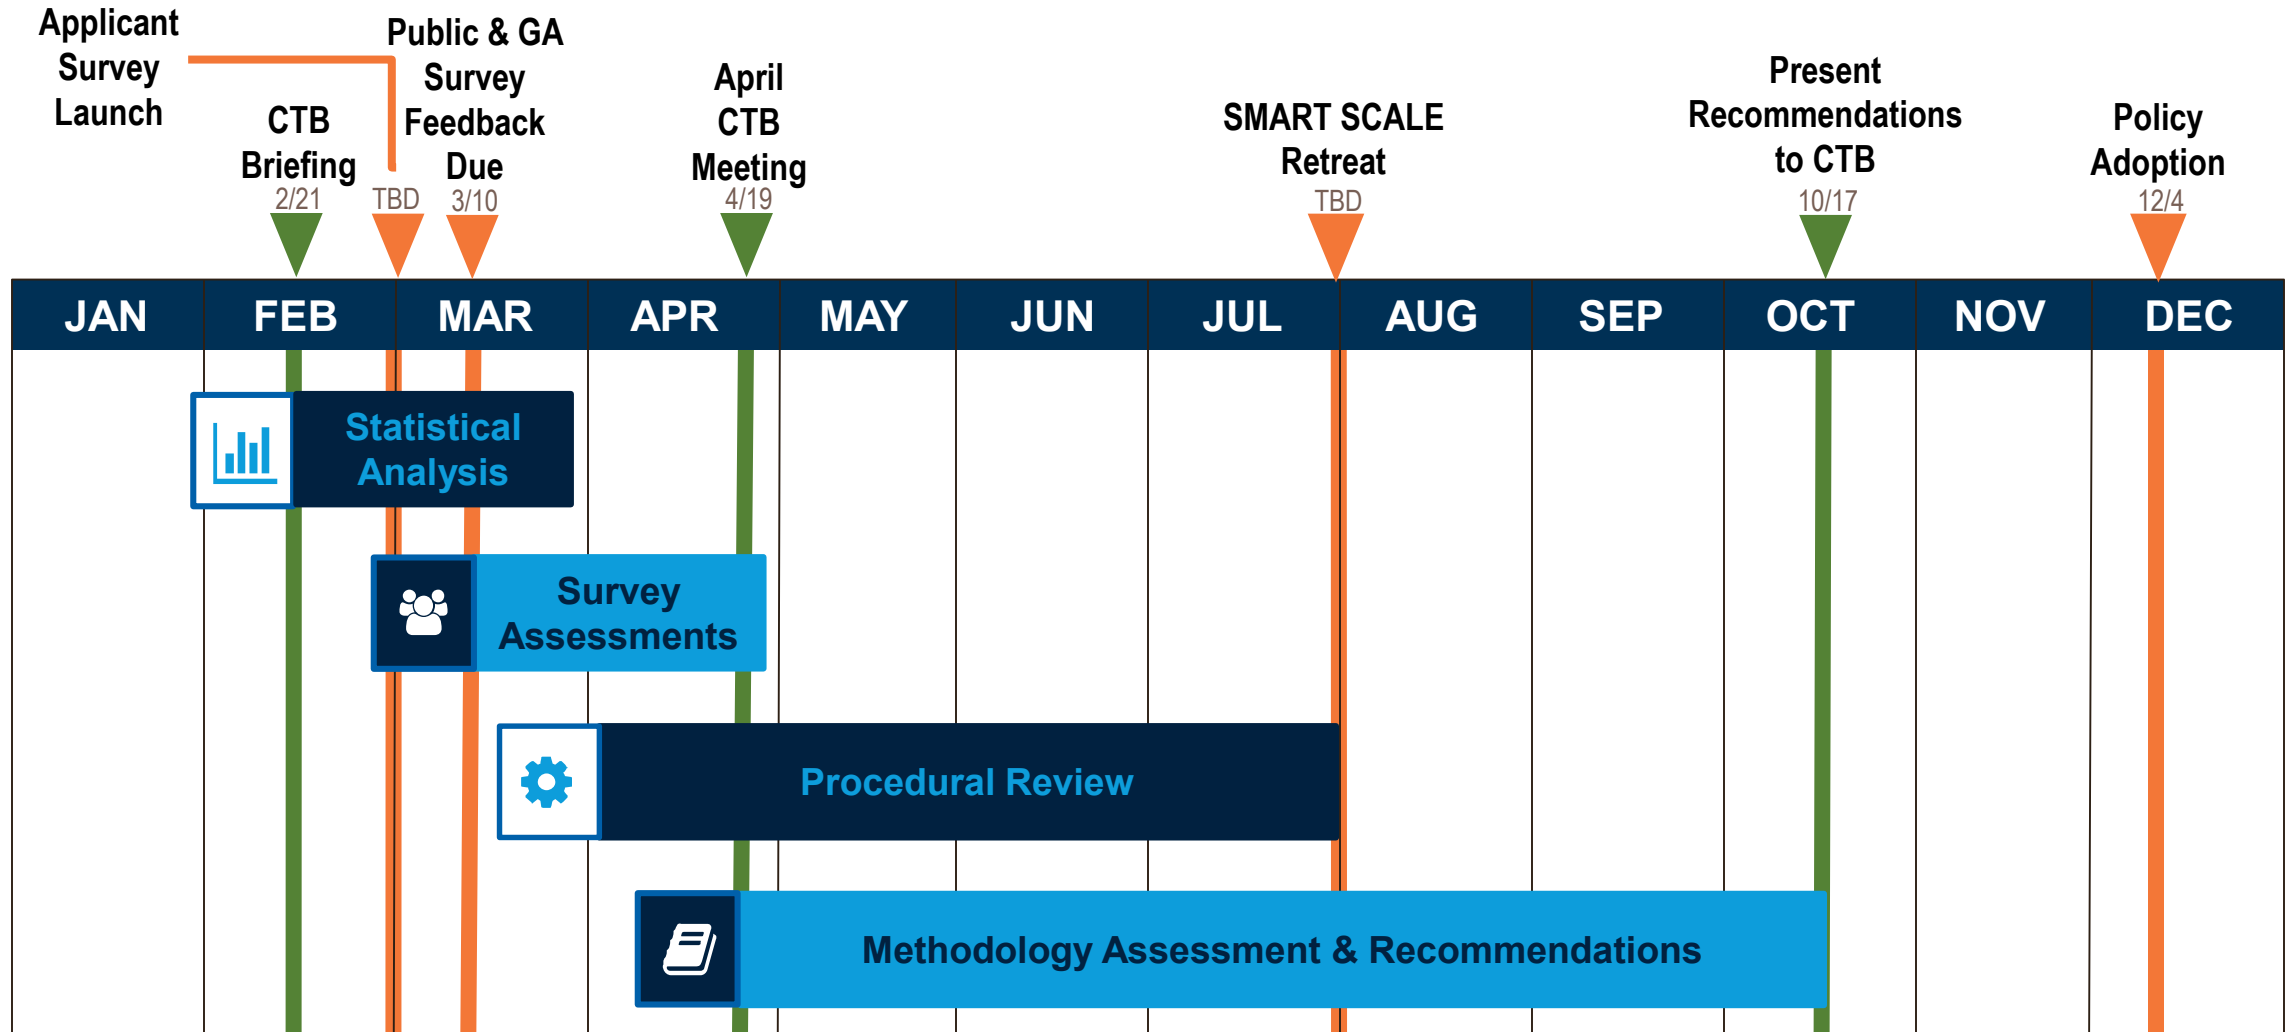 Applicant
Survey
Launch
CTB
Briefing
2/21
TBD
Public & GA
Survey
Feedback
Due
3/10
April
CTB
Meeting
4/19
SMART SCALE
Retreat
TBD
Present
Recommendations
to CTB
10/17
Policy
Adoption
12/4
JAN FEB MAR APR MAY JUN JUL AUG SEP OCT NOV DEC
Statistical
Analysis
Survey
Assessments
Procedural Review
Methodology Assessment & Recommendations